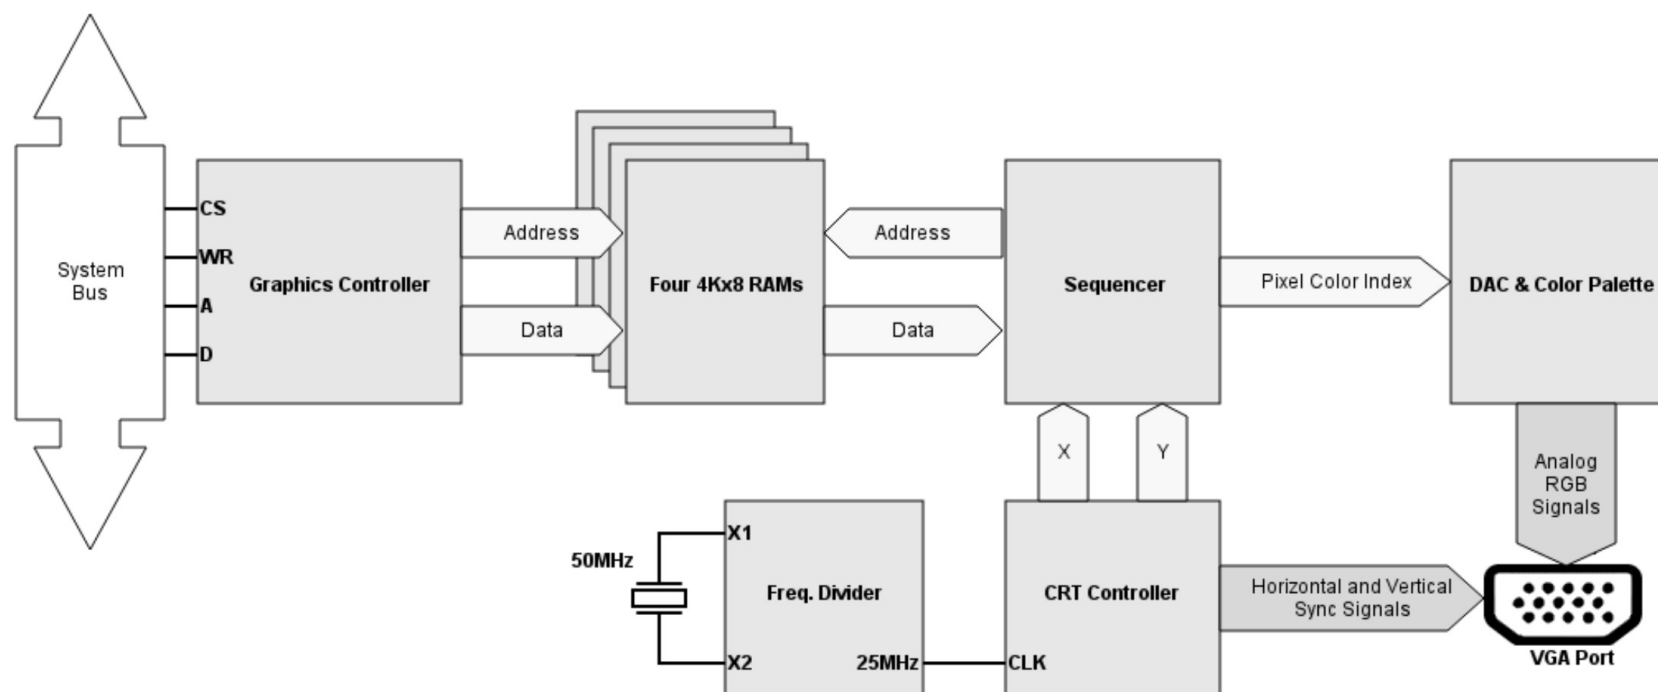 System
Bus
CS
WR
A
D
Graphics Controller
Address
Data
Four 4Kx8 RAMs
Address
Data
Sequencer
Pixel Color Index
DAC & Color Palette
X
Y
Analog
RGB
Signals
50MHz
X1
X2
Freq. Divider
25MHz
CLK
CRT Controller
Horizontal and Vertical
Sync Signals
VGA Port